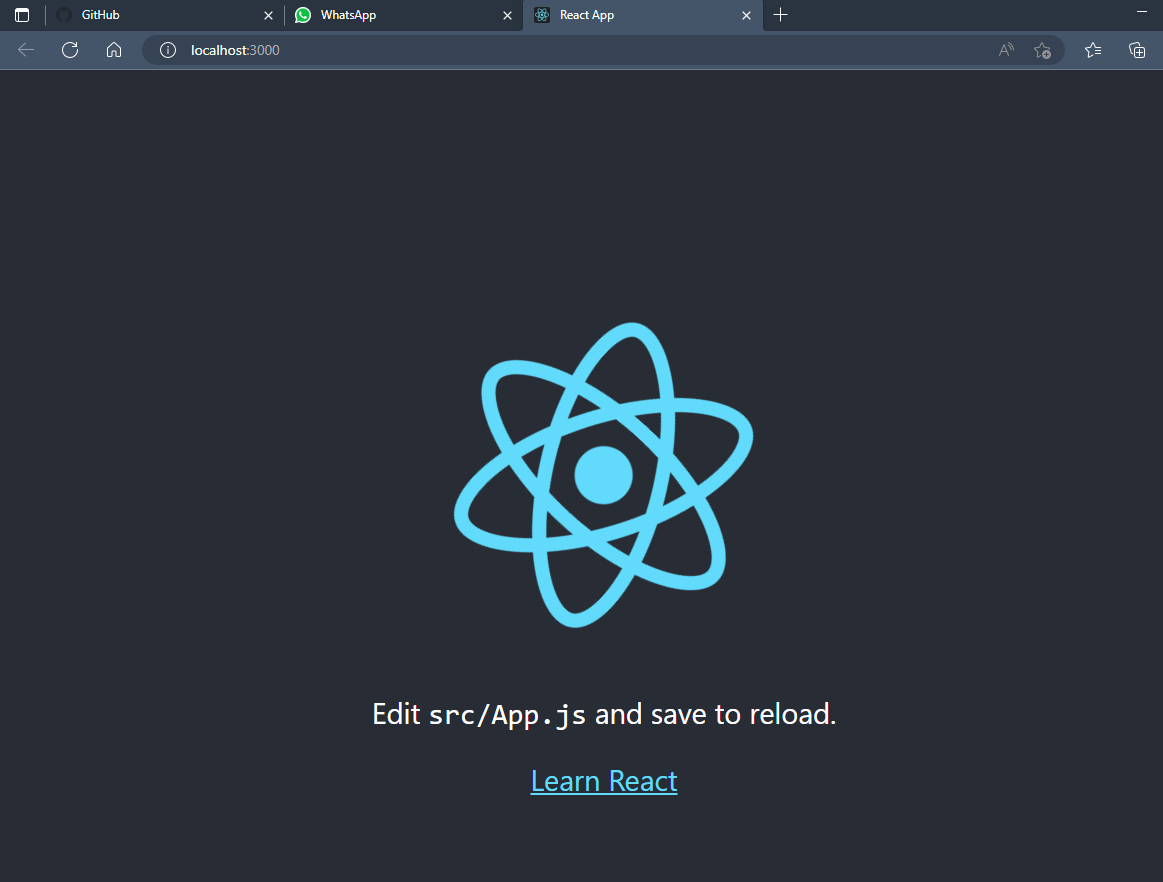 GitHub
WhatsApp
React App
localhost:3000
Edit src/App.js and save to reload.
Learn React